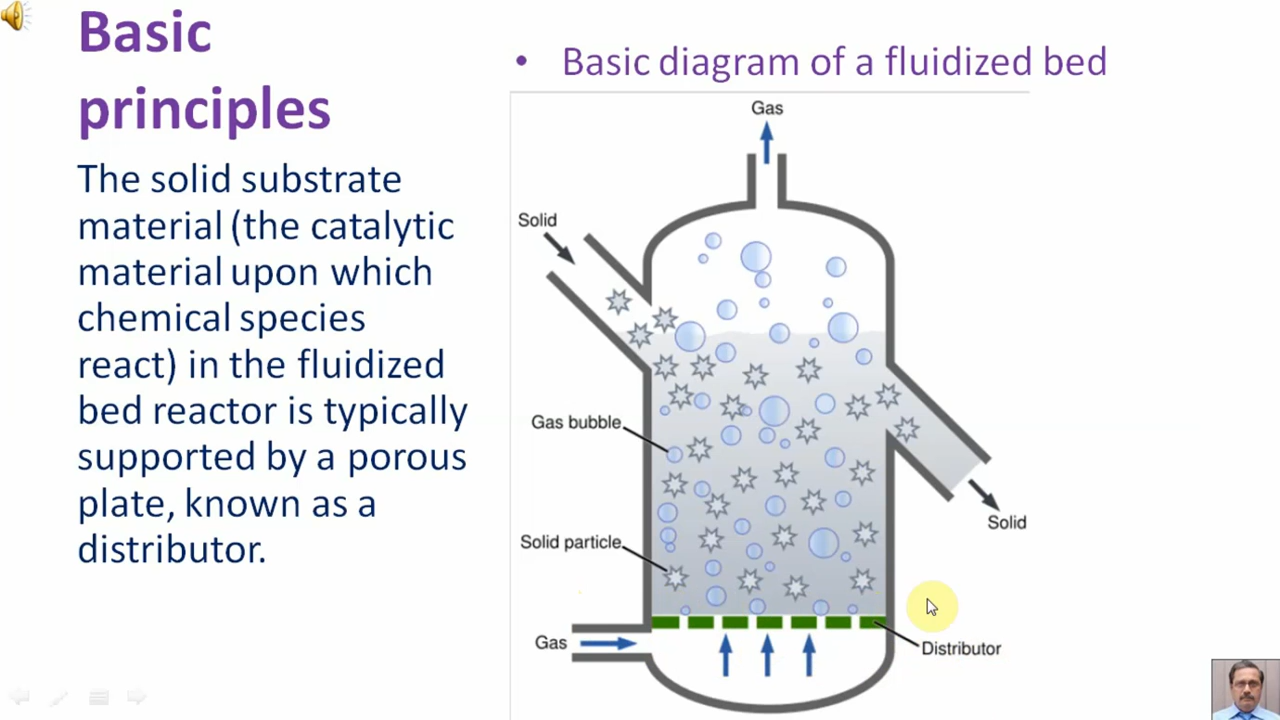 Basic
principles
The solid substrate
material (the catalytic
material upon which
chemical species
react) in the fluidized
bed reactor is typically
supported by a porous
plate, known as a
distributor.
• Basic diagram of a fluidized bed
Gas
Solid
Gas bubble
Solid particle
Gas
Solid
Distributor